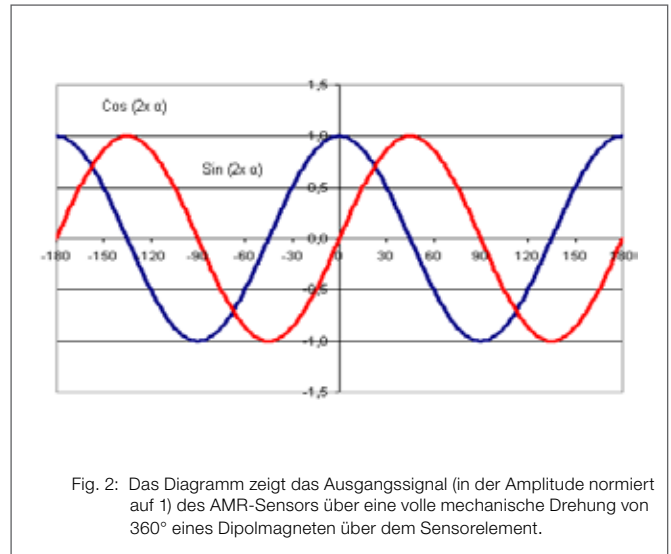 1,5
Cos (2x α)
1,0
Sin (2x α)
0,5
0,0
-180 -150 -120 -90 -60 -30 0 30 60 90 120 150 180
-0,5
-1,0
-1,5
Fig. 2: Das Diagramm zeigt das Ausgangssignal (in der Amplitude normiert
auf 1) des AMR-Sensors über eine volle mechanische Drehung von
360° eines Dipolmagneten über dem Sensorelement.